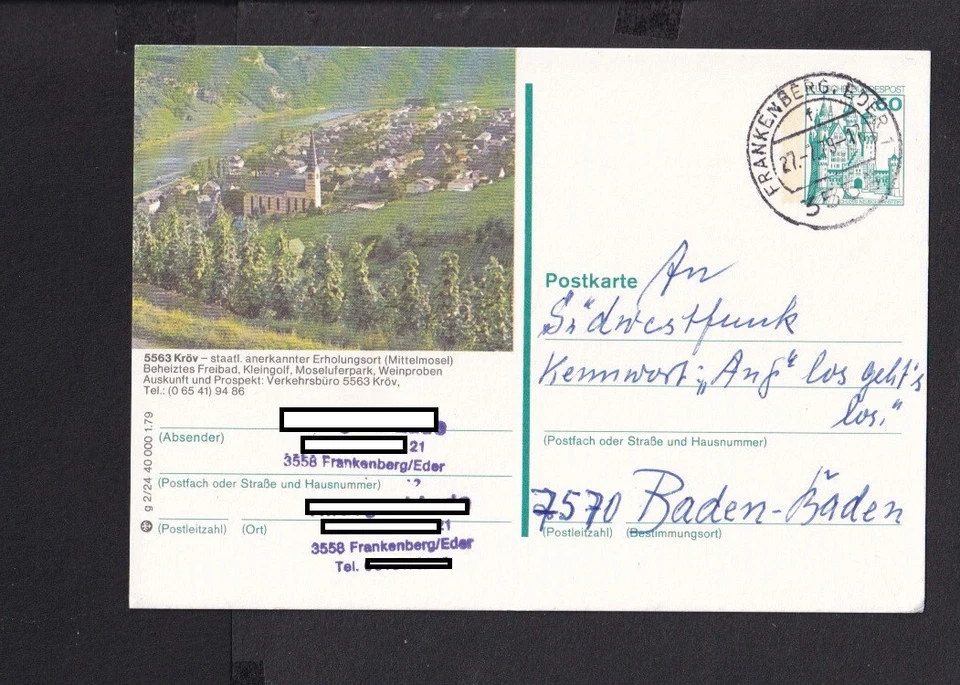 5563 Kröv – staatl. anerkannter Erholungsort (Mittelmosel)
Beheiztes Freibad, Kleingolf, Moseluferpark, Weinproben
Auskunft und Prospekt: Verkehrsbüro 5563 Kröv,
Tel.: (0 65 41) 94 86
g 2/24 40 000 1.79
(Absender)
21
3558 Frankenberg/Eder
(Postfach oder Straße und Hausnummer)
21
(Postleitzahl) (Ort)
3558 Frankenberg/Eder
Tel.
FRANKENBERG, EDER 1
27.-
60
Postkarte
An
"Südwestfunk
Kennwort: „Auf" los geht's
los."
(Postfach oder Straße und Hausnummer)
7570 Baden-Baden
(Postleitzahl) (Bestimmungsort)